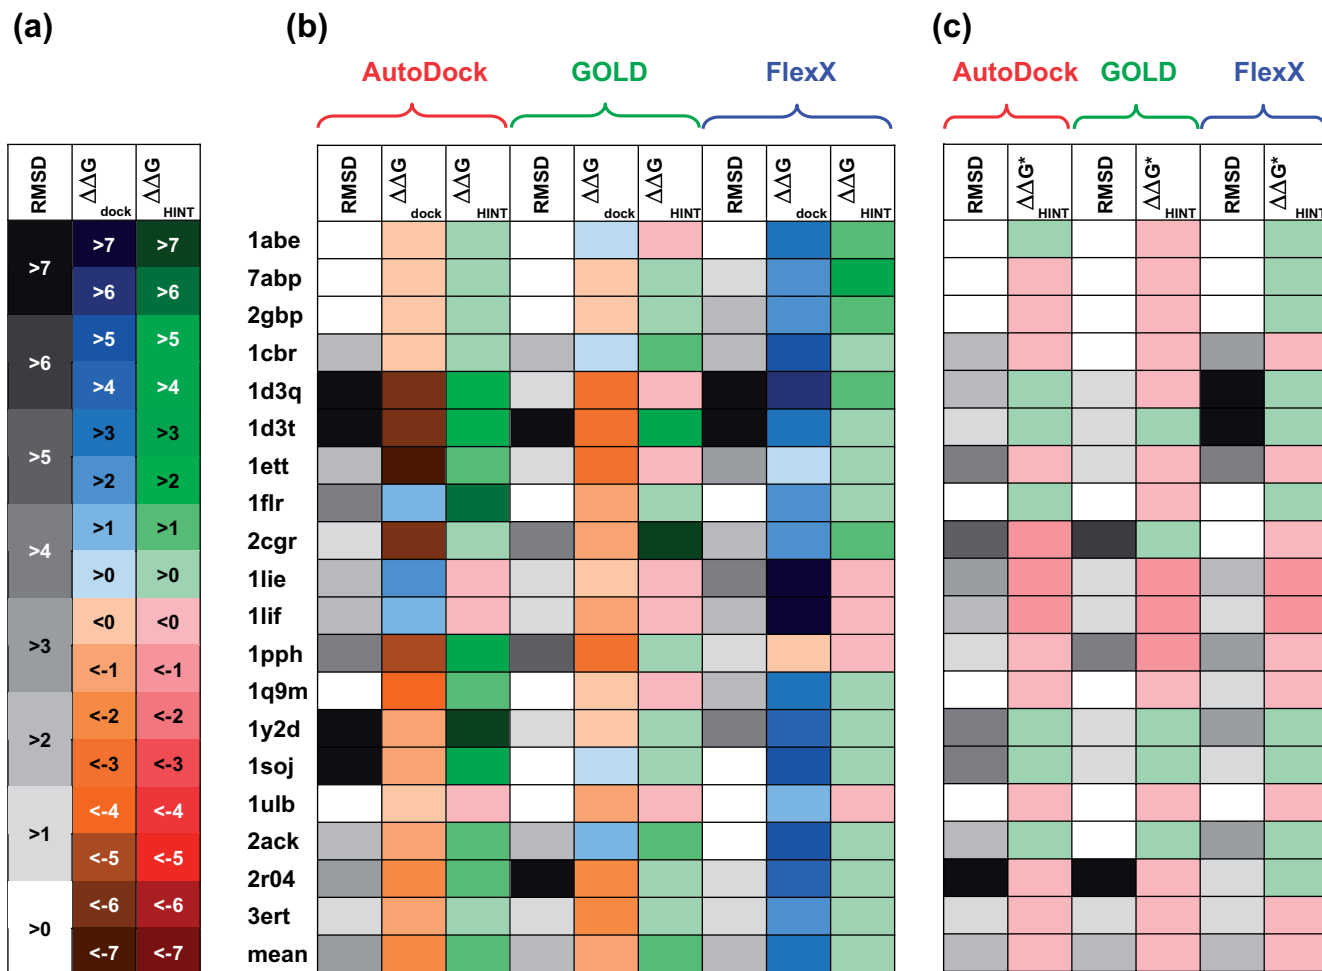 (a)
(b)
(c)
AutoDock GOLD FlexX
AutoDock GOLD FlexX
RMSD ΔΔG dock ΔΔG HINT
RMSD ΔΔG dock ΔΔG HINT RMSD ΔΔG dock ΔΔG HINT RMSD ΔΔG dock ΔΔG HINT
RMSD ΔΔG* HINT RMSD ΔΔG* HINT RMSD ΔΔG* HINT
>7 >7 >7
>6 >6
>6 >5 >5
>4 >4
>5 >3 >3
>2 >2
>4 >1 >1
>0 >0
>3 <0 <0
<-1 <-1
>2 <-2 <-2
<-3 <-3
>1 <-4 <-4
<-5 <-5
>0 <-6 <-6
<-7 <-7
1abe
7abp
2gbp
1cbr
1d3q
1d3t
1ett
1flr
2cgr
1lie
1lif
1pph
1q9m
1y2d
1soj
1ulb
2ack
2r04
3ert
mean